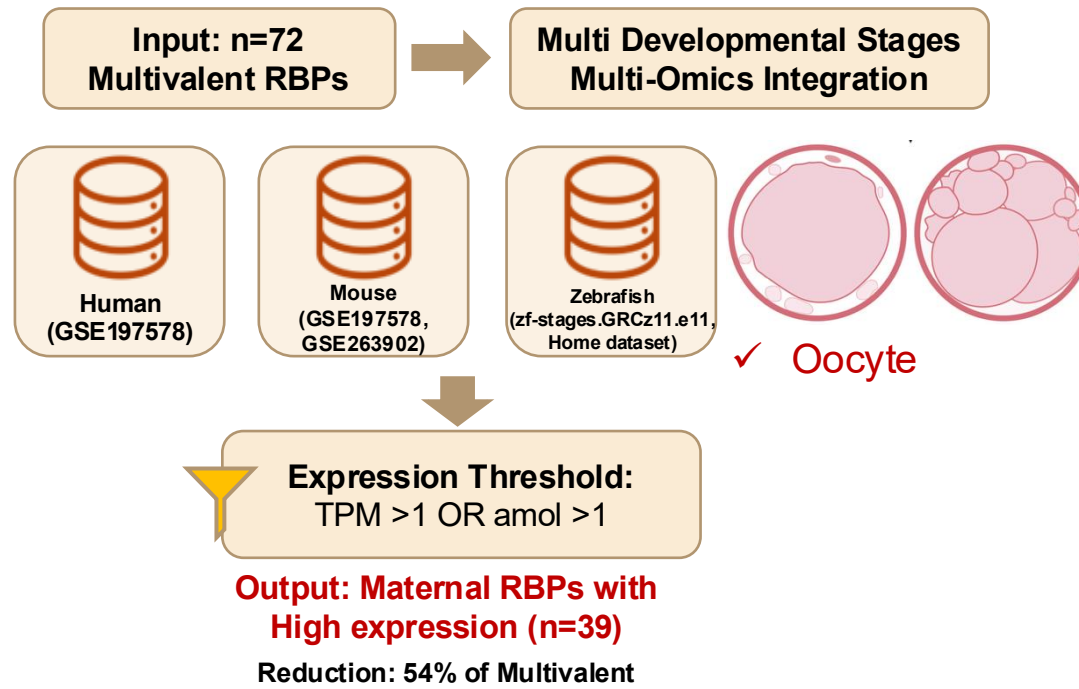 Input: n=72
Multivalent RBPs
Multi Developmental Stages
Multi-Omics Integration
Human
(GSE197578)
Mouse
(GSE197578,
GSE263902)
Zebrafish
(zf-stages.GRCz11.e11,
Home dataset)
✓ Oocyte
Expression Threshold:
TPM >1 OR amol >1
Output: Maternal RBPs with
High expression (n=39)
Reduction: 54% of Multivalent